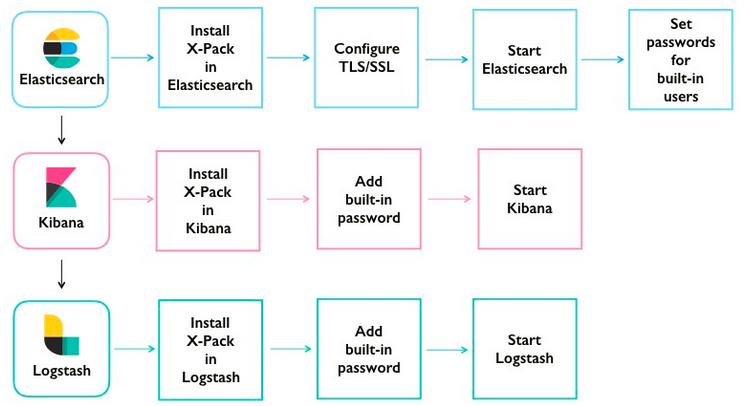 Elasticsearch
Install
X-Pack
in
Elasticsearch
Configure
TLS/SSL
Start
Elasticsearch
Set
passwords
for
built-in
users
Kibana
Install
X-Pack
in
Kibana
Add
built-in
password
Start
Kibana
Logstash
Install
X-Pack
in
Logstash
Add
built-in
password
Start
Logstash